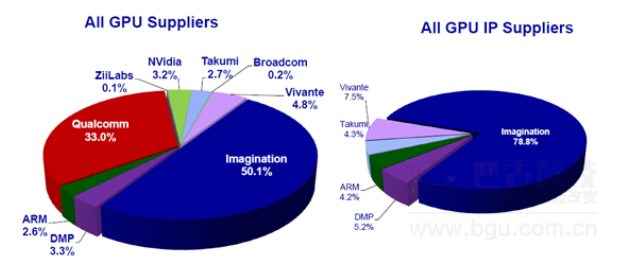 All GPU Suppliers
ZiiLabs
0.1%
NVidia
3.2%
Takumi
2.7%
Broadcom
0.2%
Vivante
4.8%
Qualcomm
33.0%
Imagination
50.1%
ARM
2.6%
DMP
3.3%
All GPU IP Suppliers
Vivante
7.5%
Takumi
4.3%
Imagination
78.8%
ARM
4.2%
DMP
5.2%
www.bgu.com.cn